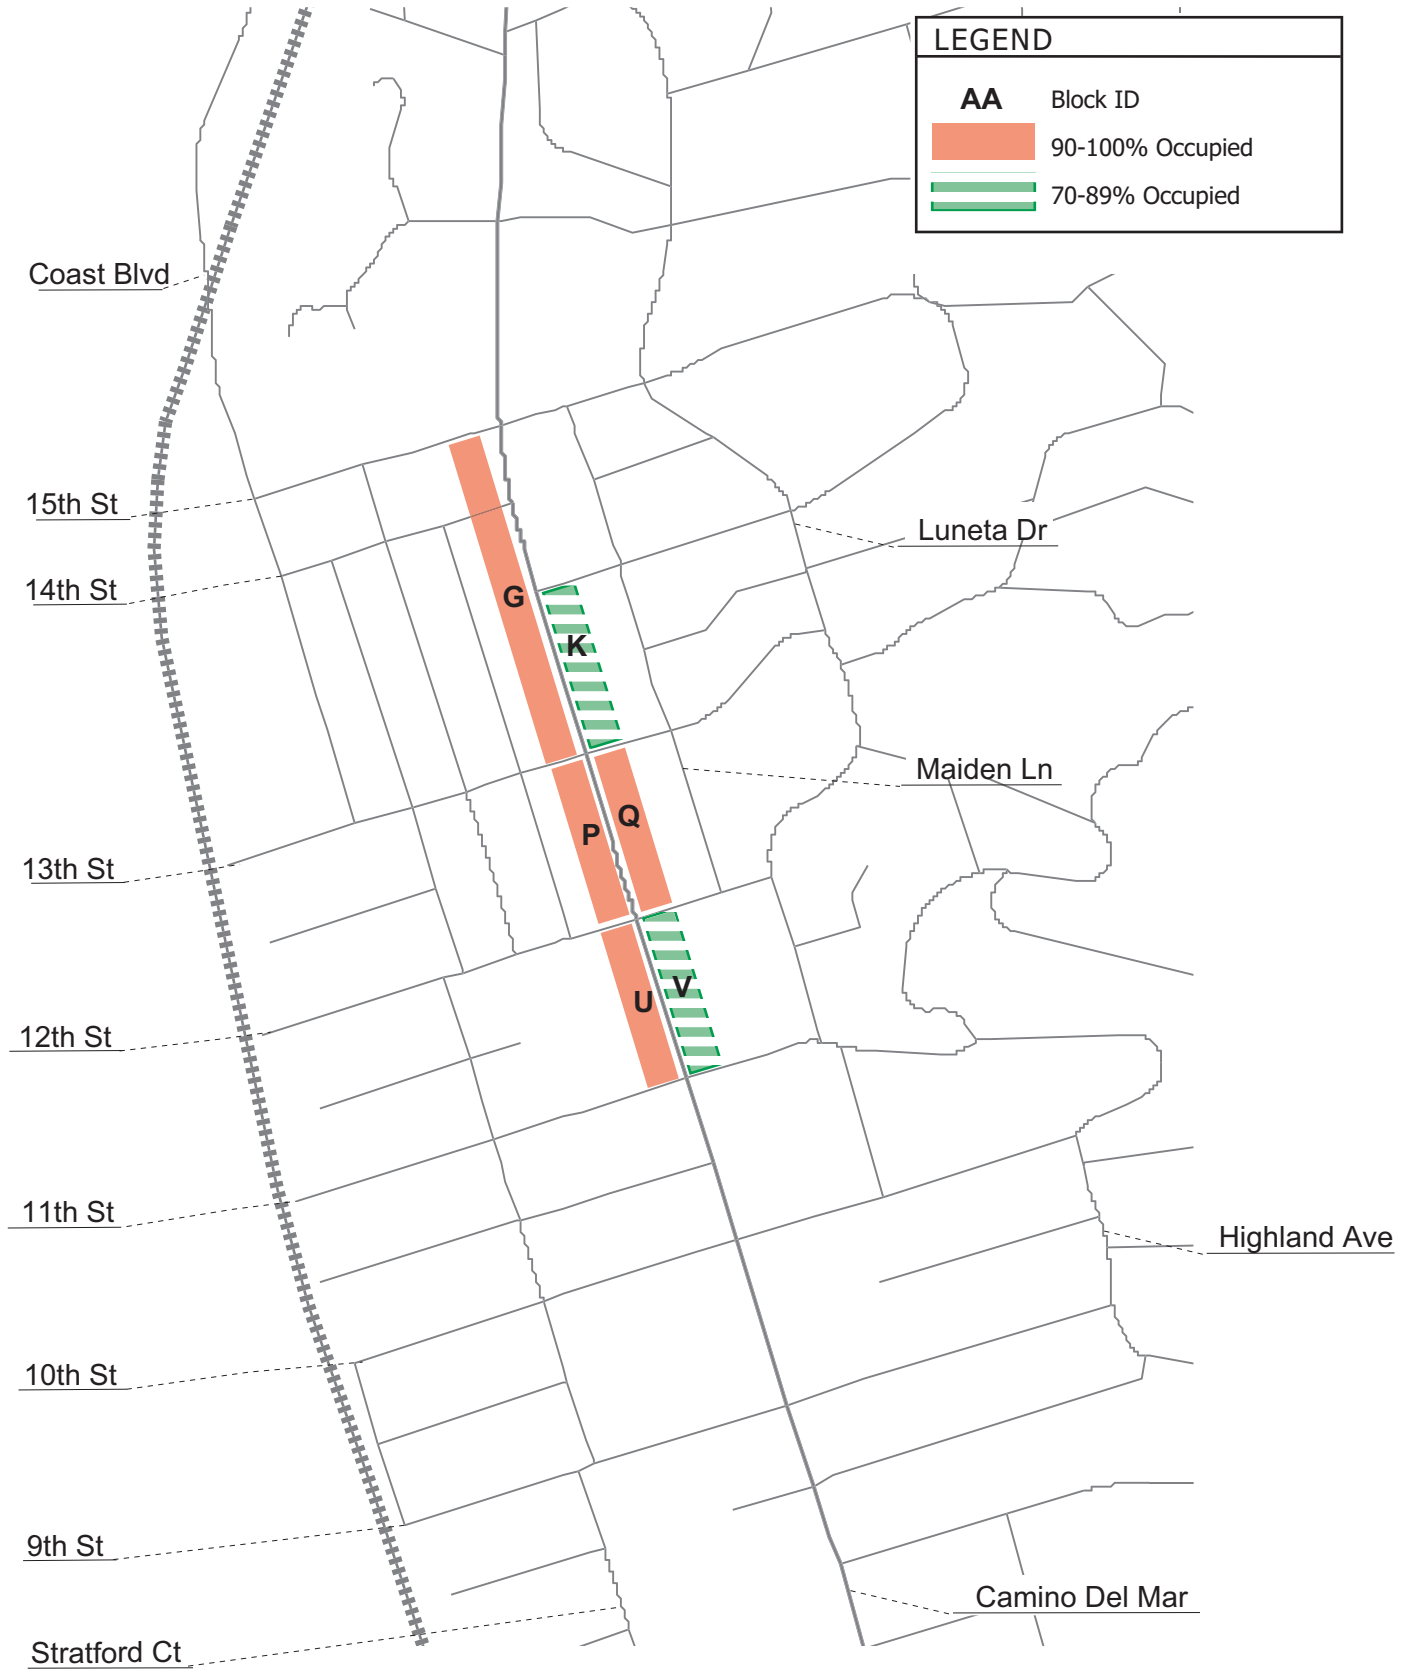 LEGEND
AA Block ID
90-100% Occupied
70-89% Occupied
Coast Blvd
15th St
Luneta Dr
14th St
G
K
Maiden Ln
Q
P
13th St
V
U
12th St
11th St
Highland Ave
10th St
9th St
Camino Del Mar
Stratford Ct